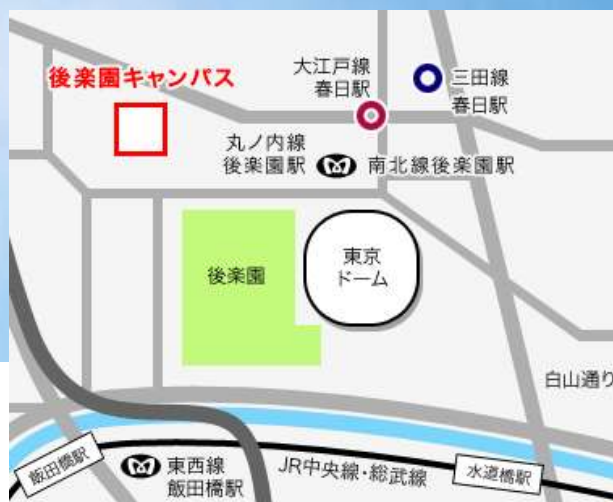 後楽園キャンパス
大江戸線
春日駅
三田線
春日駅
丸ノ内線
後楽園駅
南北線後楽園駅
後楽園
東京
ドーム
白山通り
飯田橋駅
東西線
飯田橋駅
JR中央線・総武線
水道橋駅